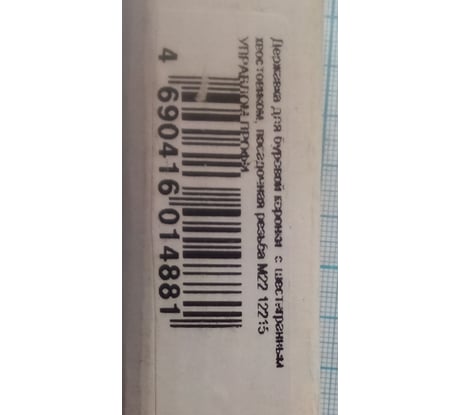 Державка для буровой коронки с шестигранным
хвостовиком, посадочная резьба М22 12215
УПРАВДОМ ПРОФИ
4 690416 014881